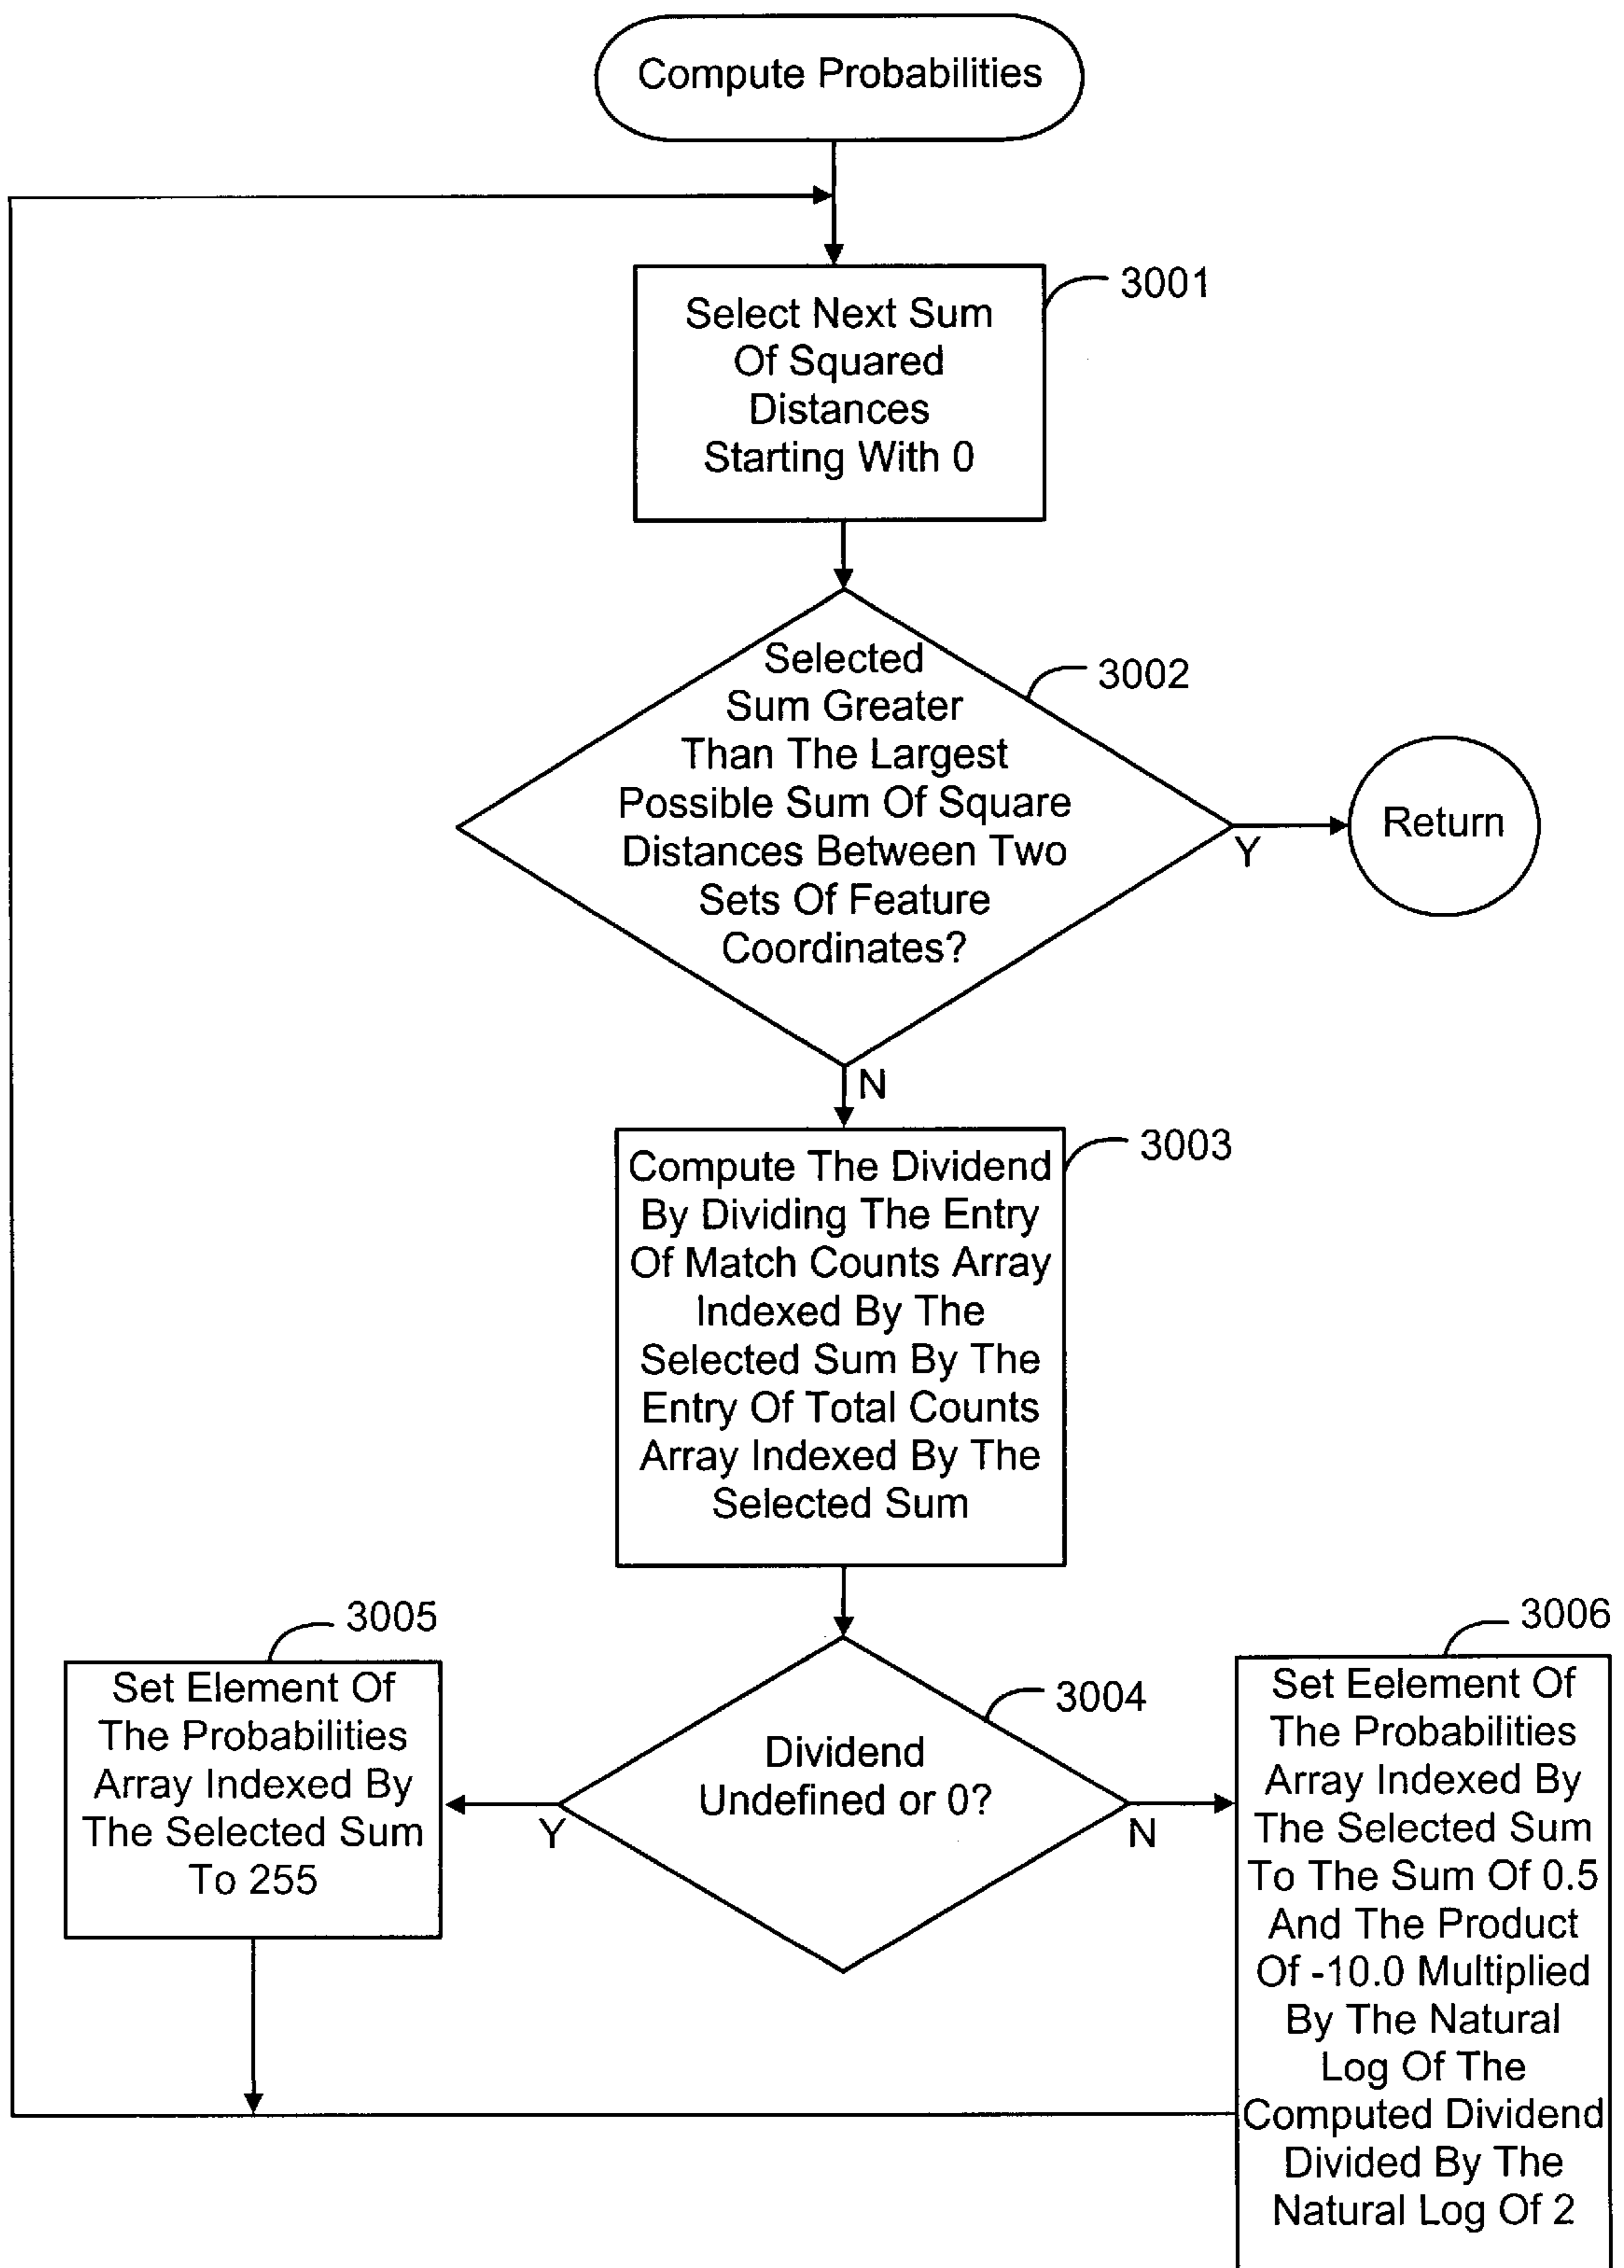 Compute Probabilities
3001
Select Next Sum
Of Squared
Distances
Starting With 0
3002
Selected
Sum Greater
Than The Largest
Possible Sum Of Square
Distances Between Two
Sets Of Feature
Coordinates?
Y
Return
N
3003
Compute The Dividend
By Dividing The Entry
Of Match Counts Array
Indexed By The
Selected Sum By The
Entry Of Total Counts
Array Indexed By The
Selected Sum
3004
Dividend
Undefined or 0?
Y
N
3005
Set Element Of
The Probabilities
Array Indexed By
The Selected Sum
To 255
3006
Set Eelement Of
The Probabilities
Array Indexed By
The Selected Sum
To The Sum Of 0.5
And The Product
Of -10.0 Multiplied
By The Natural
Log Of The
Computed Dividend
Divided By The
Natural Log Of 2